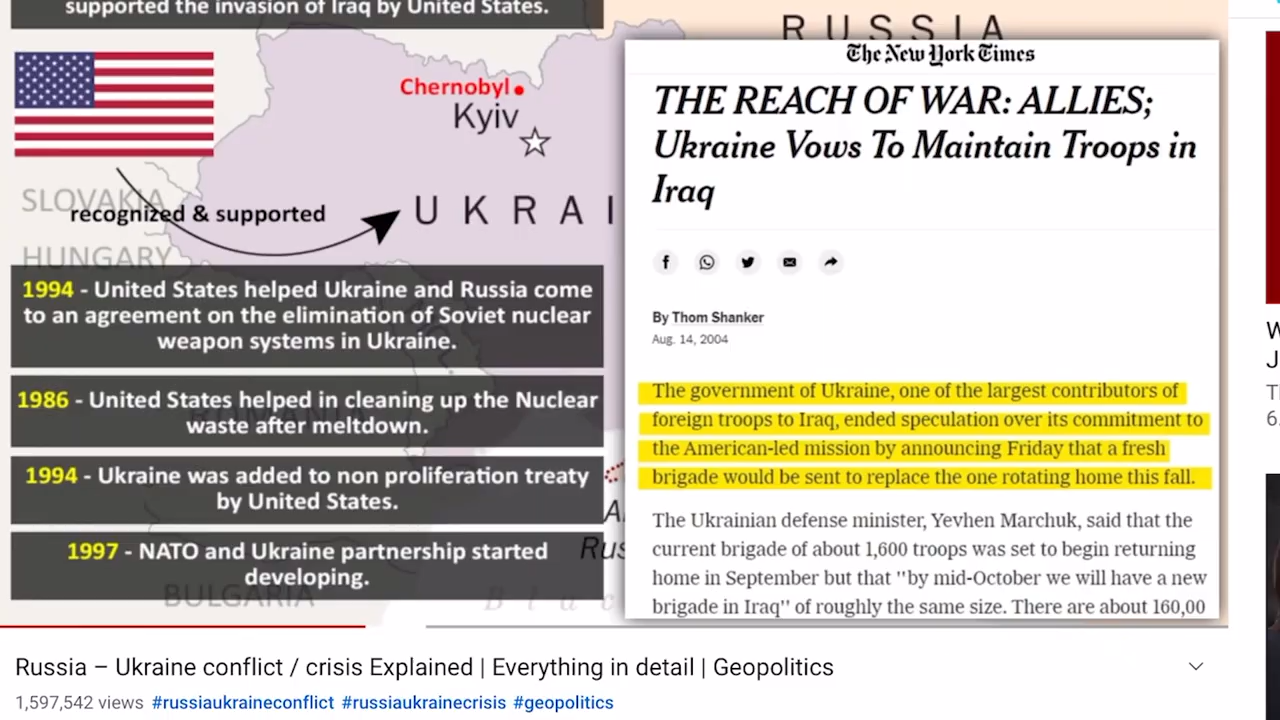 supported the invasion of Iraq by United States.
RUSSIA
Chernobyl
Kyiv
SLOVAKIA
recognized & supported
UKRAI
HUNGARY
1994 - United States helped Ukraine and Russia come
to an agreement on the elimination of Soviet nuclear
weapon systems in Ukraine.
1986 - United States helped in cleaning up the Nuclear
waste after meltdown.
ROMANIA
1994 - Ukraine was added to non proliferation treaty
by United States.
1997 - NATO and Ukraine partnership started
developing.
Rus
BULGARIA
Blac
The New York Times
THE REACH OF WAR: ALLIES;
Ukraine Vows To Maintain Troops in
Iraq
By Thom Shanker
Aug. 14, 2004
The government of Ukraine, one of the largest contributors of
foreign troops to Iraq, ended speculation over its commitment to
the American-led mission by announcing Friday that a fresh
brigade would be sent to replace the one rotating home this fall.
The Ukrainian defense minister, Yevhen Marchuk, said that the
current brigade of about 1,600 troops was set to begin returning
home in September but that "by mid-October we will have a new
brigade in Iraq" of roughly the same size. There are about 160,00
Russia – Ukraine conflict / crisis Explained | Everything in detail | Geopolitics
1,597,542 views #russiaukraineconflict #russiaukrainecrisis #geopolitics
W
J
T
6.